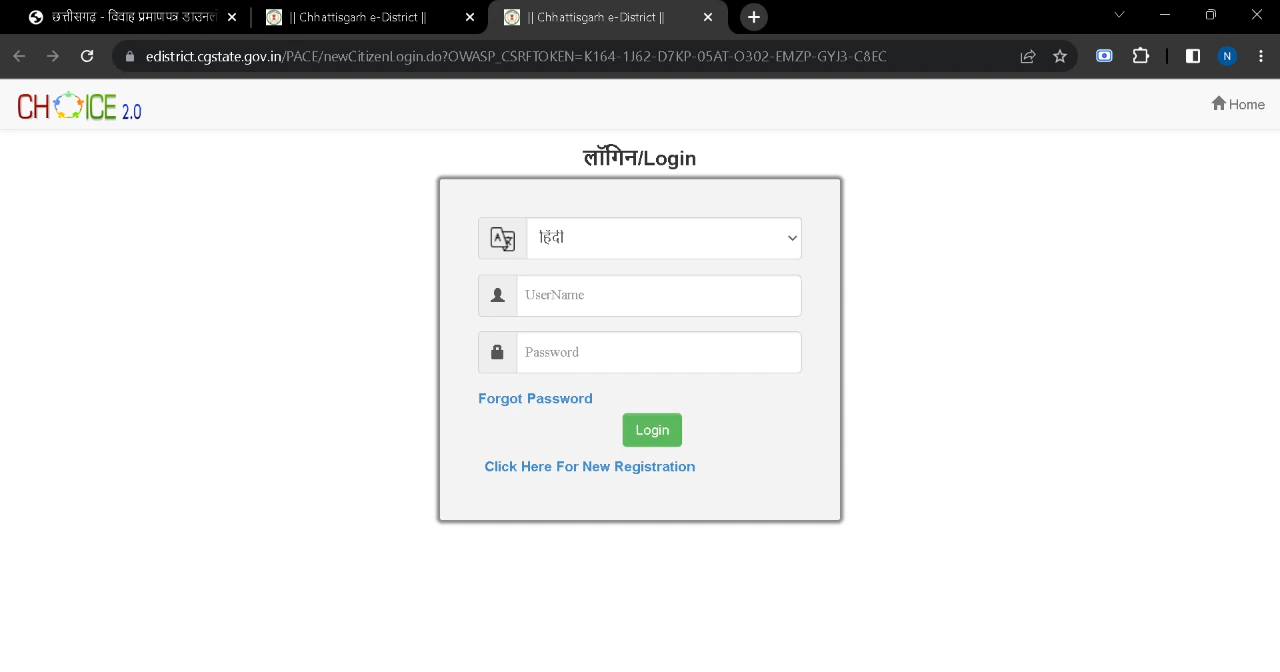 छत्तीसगढ़ - विवाह प्रमाणपत्र डाउनलं
|| Chhattisgarh e-District ||
|| Chhattisgarh e-District ||
edistrict.cgstate.gov.in/PACE/newCitizenLogin.do?OWASP_CSRFTOKEN=K164-1J62-D7KP-05AT-O302-EMZP-GYJ3-C8EC
N
CHOICE 2.0
Home
लॉगिन/Login
हिंदी
UserName
Password
Forgot Password
Login
Click Here For New Registration